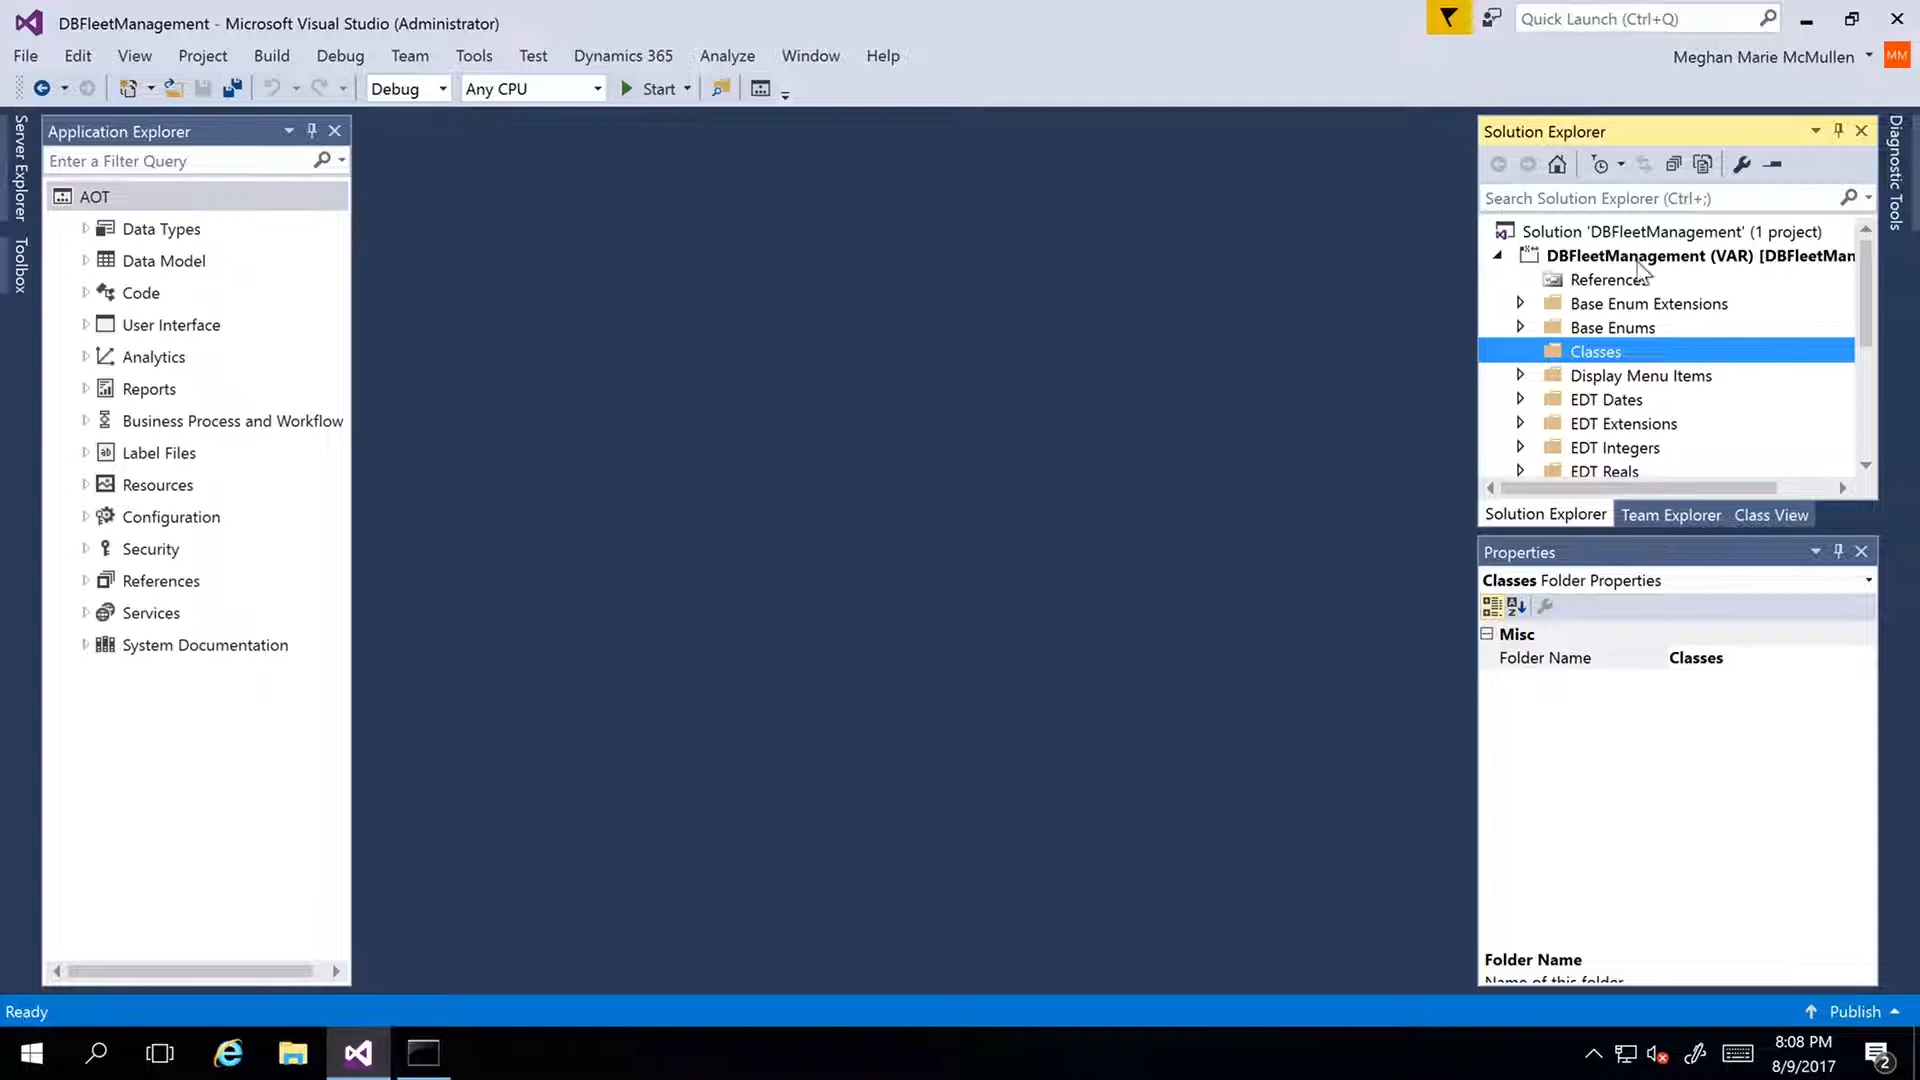 DBFleetManagement - Microsoft Visual Studio (Administrator)
Quick Launch (Ctrl+Q)
File Edit View Project Build Debug Team Tools Test Dynamics 365 Analyze Window Help
Meghan Marie McMullen
MM
Debug
Any CPU
Start
Server Explorer
Toolbox
Application Explorer
Enter a Filter Query
AOT
Data Types
Data Model
Code
User Interface
Analytics
Reports
Business Process and Workflow
Label Files
Resources
Configuration
Security
References
Services
System Documentation
Solution Explorer
Search Solution Explorer (Ctrl+;)
Solution 'DBFleetManagement' (1 project)
DBFleetManagement (VAR) [DBFleetMan
References
Base Enum Extensions
Base Enums
Classes
Display Menu Items
EDT Dates
EDT Extensions
EDT Integers
EDT Reals
Solution Explorer Team Explorer Class View
Properties
Classes Folder Properties
Misc
Folder Name Classes
Folder Name
Name of this folder
Diagnostic Tools
Ready
Publish
8:08 PM
8/9/2017
2